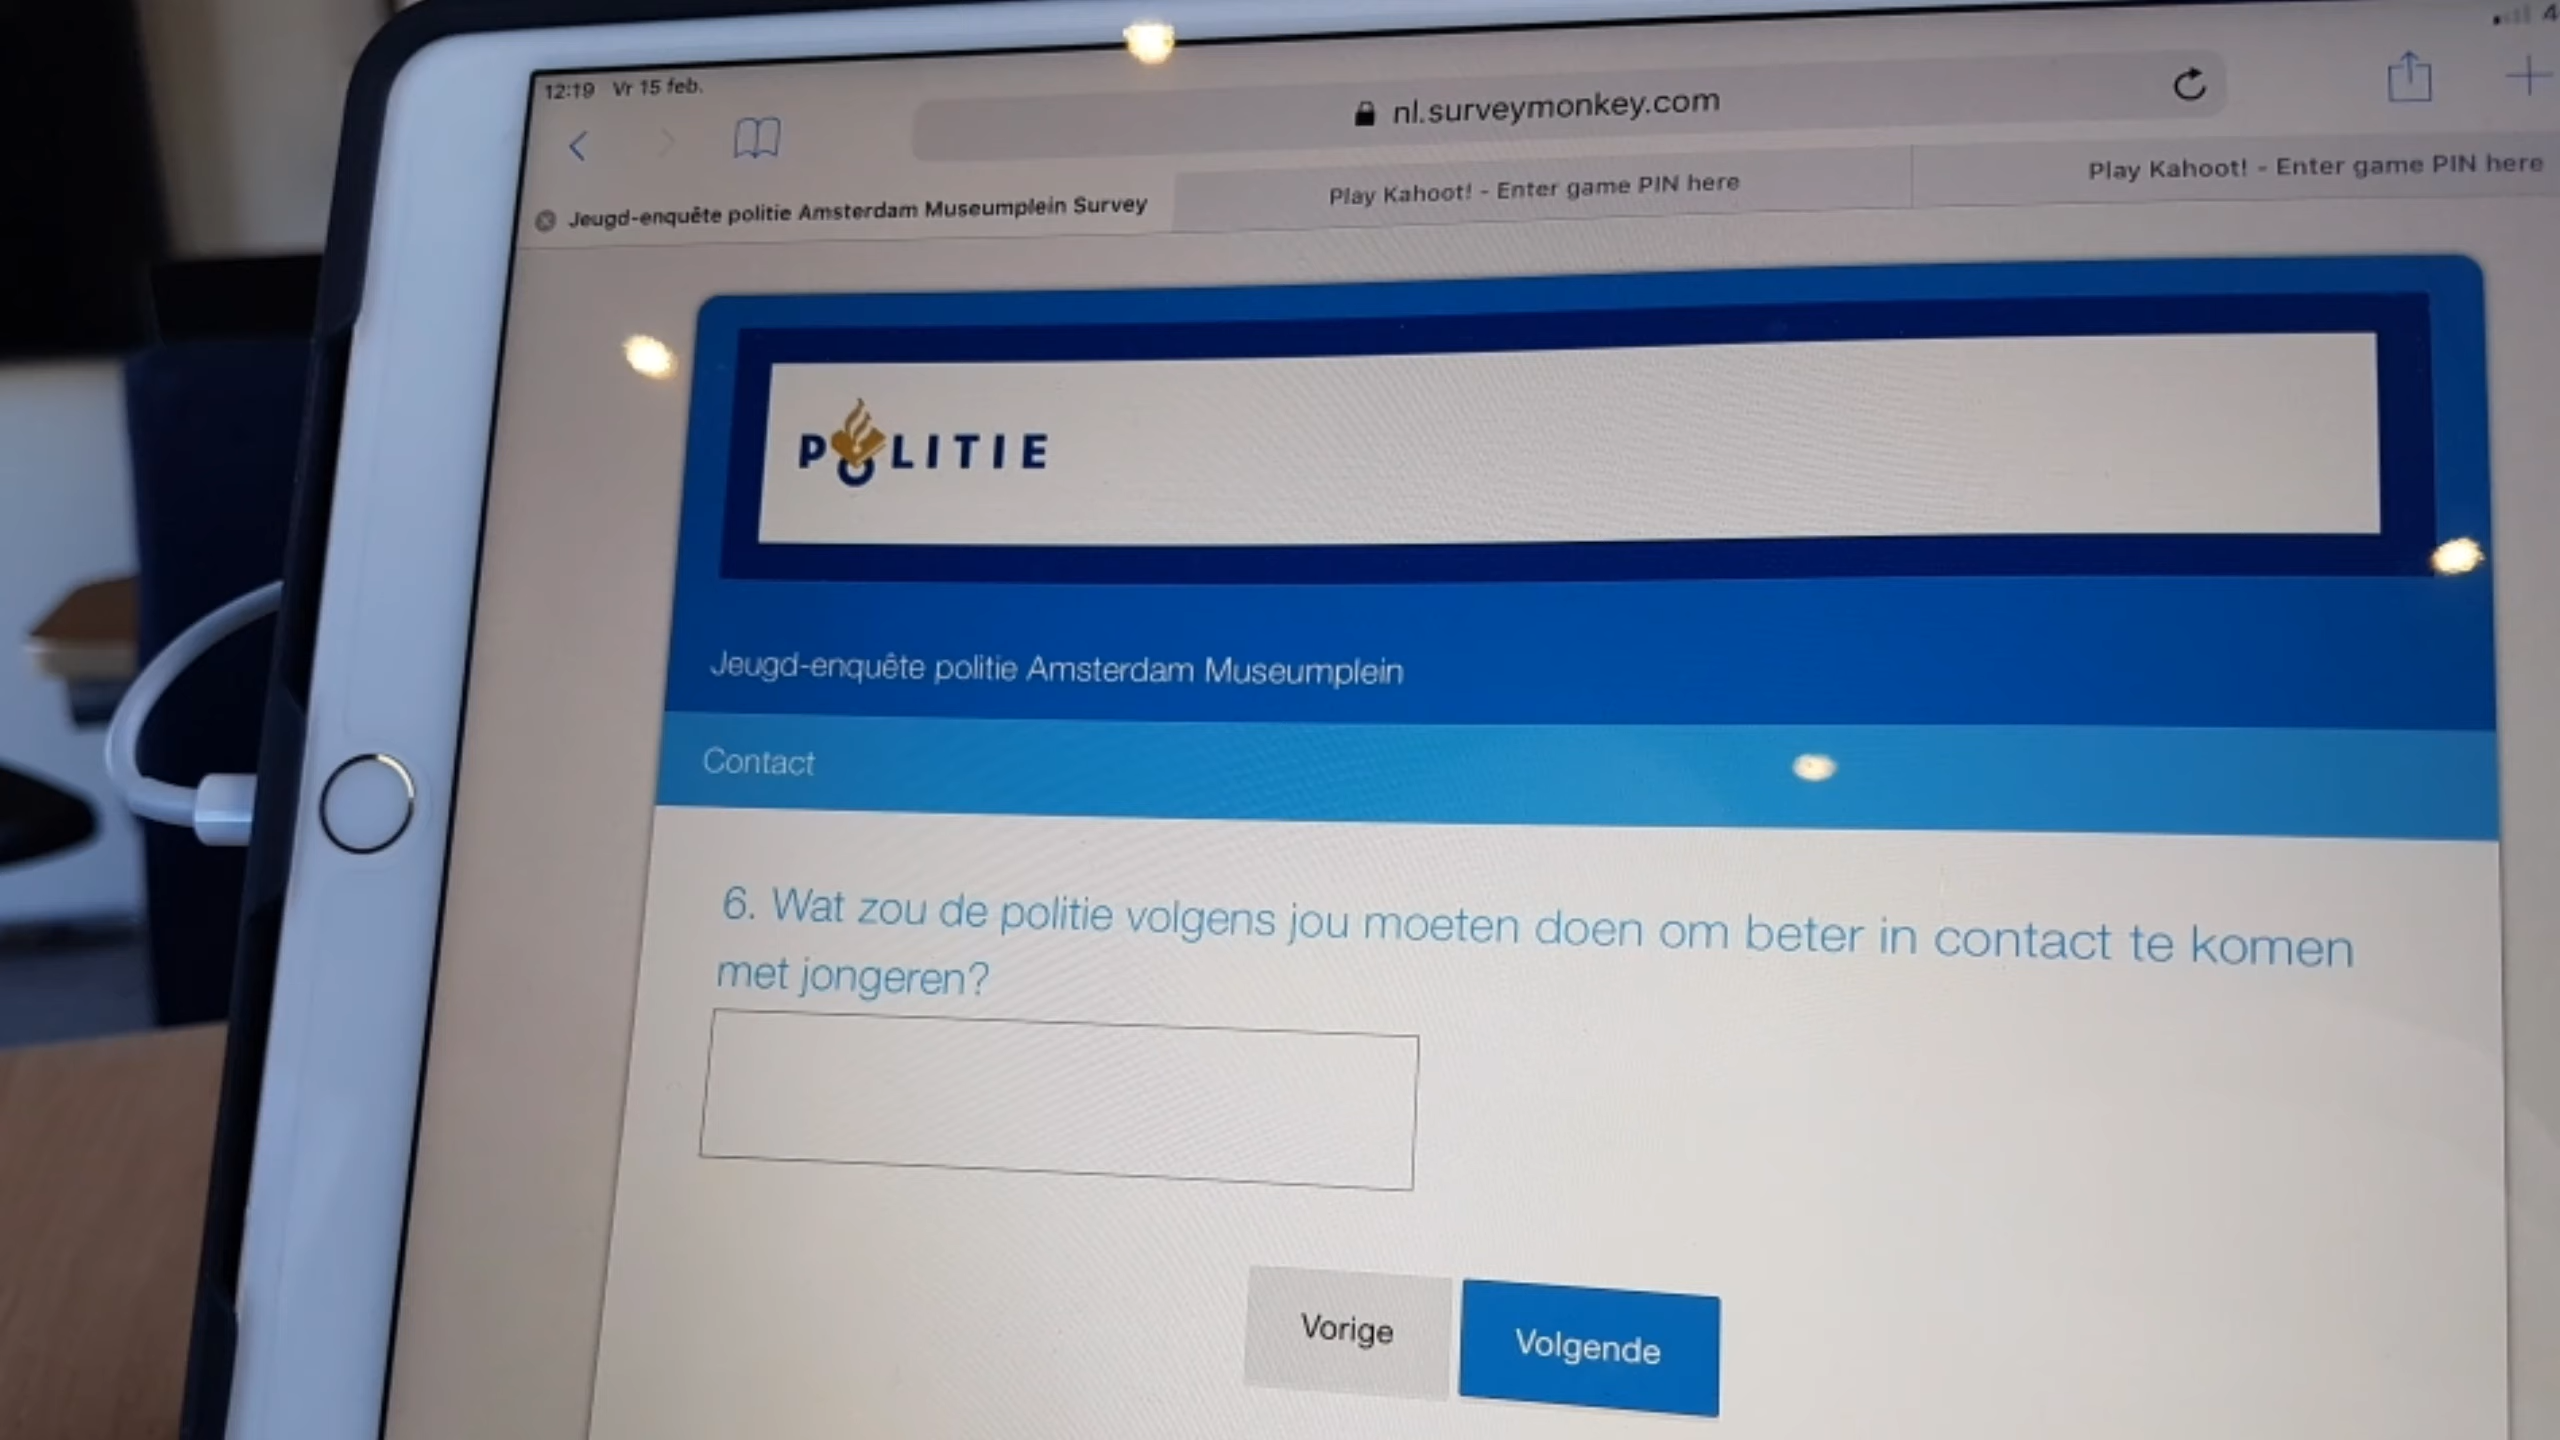 12:19 Vr 15 feb.
nl.surveymonkey.com
Jeugd-enquête politie Amsterdam Museumplein Survey
Play Kahoot! - Enter game PIN here
Play Kahoot! - Enter game PIN here
POLITIE
Jeugd-enquête politie Amsterdam Museumplein
Contact
6. Wat zou de politie volgens jou moeten doen om beter in contact te komen
met jongeren?
Vorige
Volgende